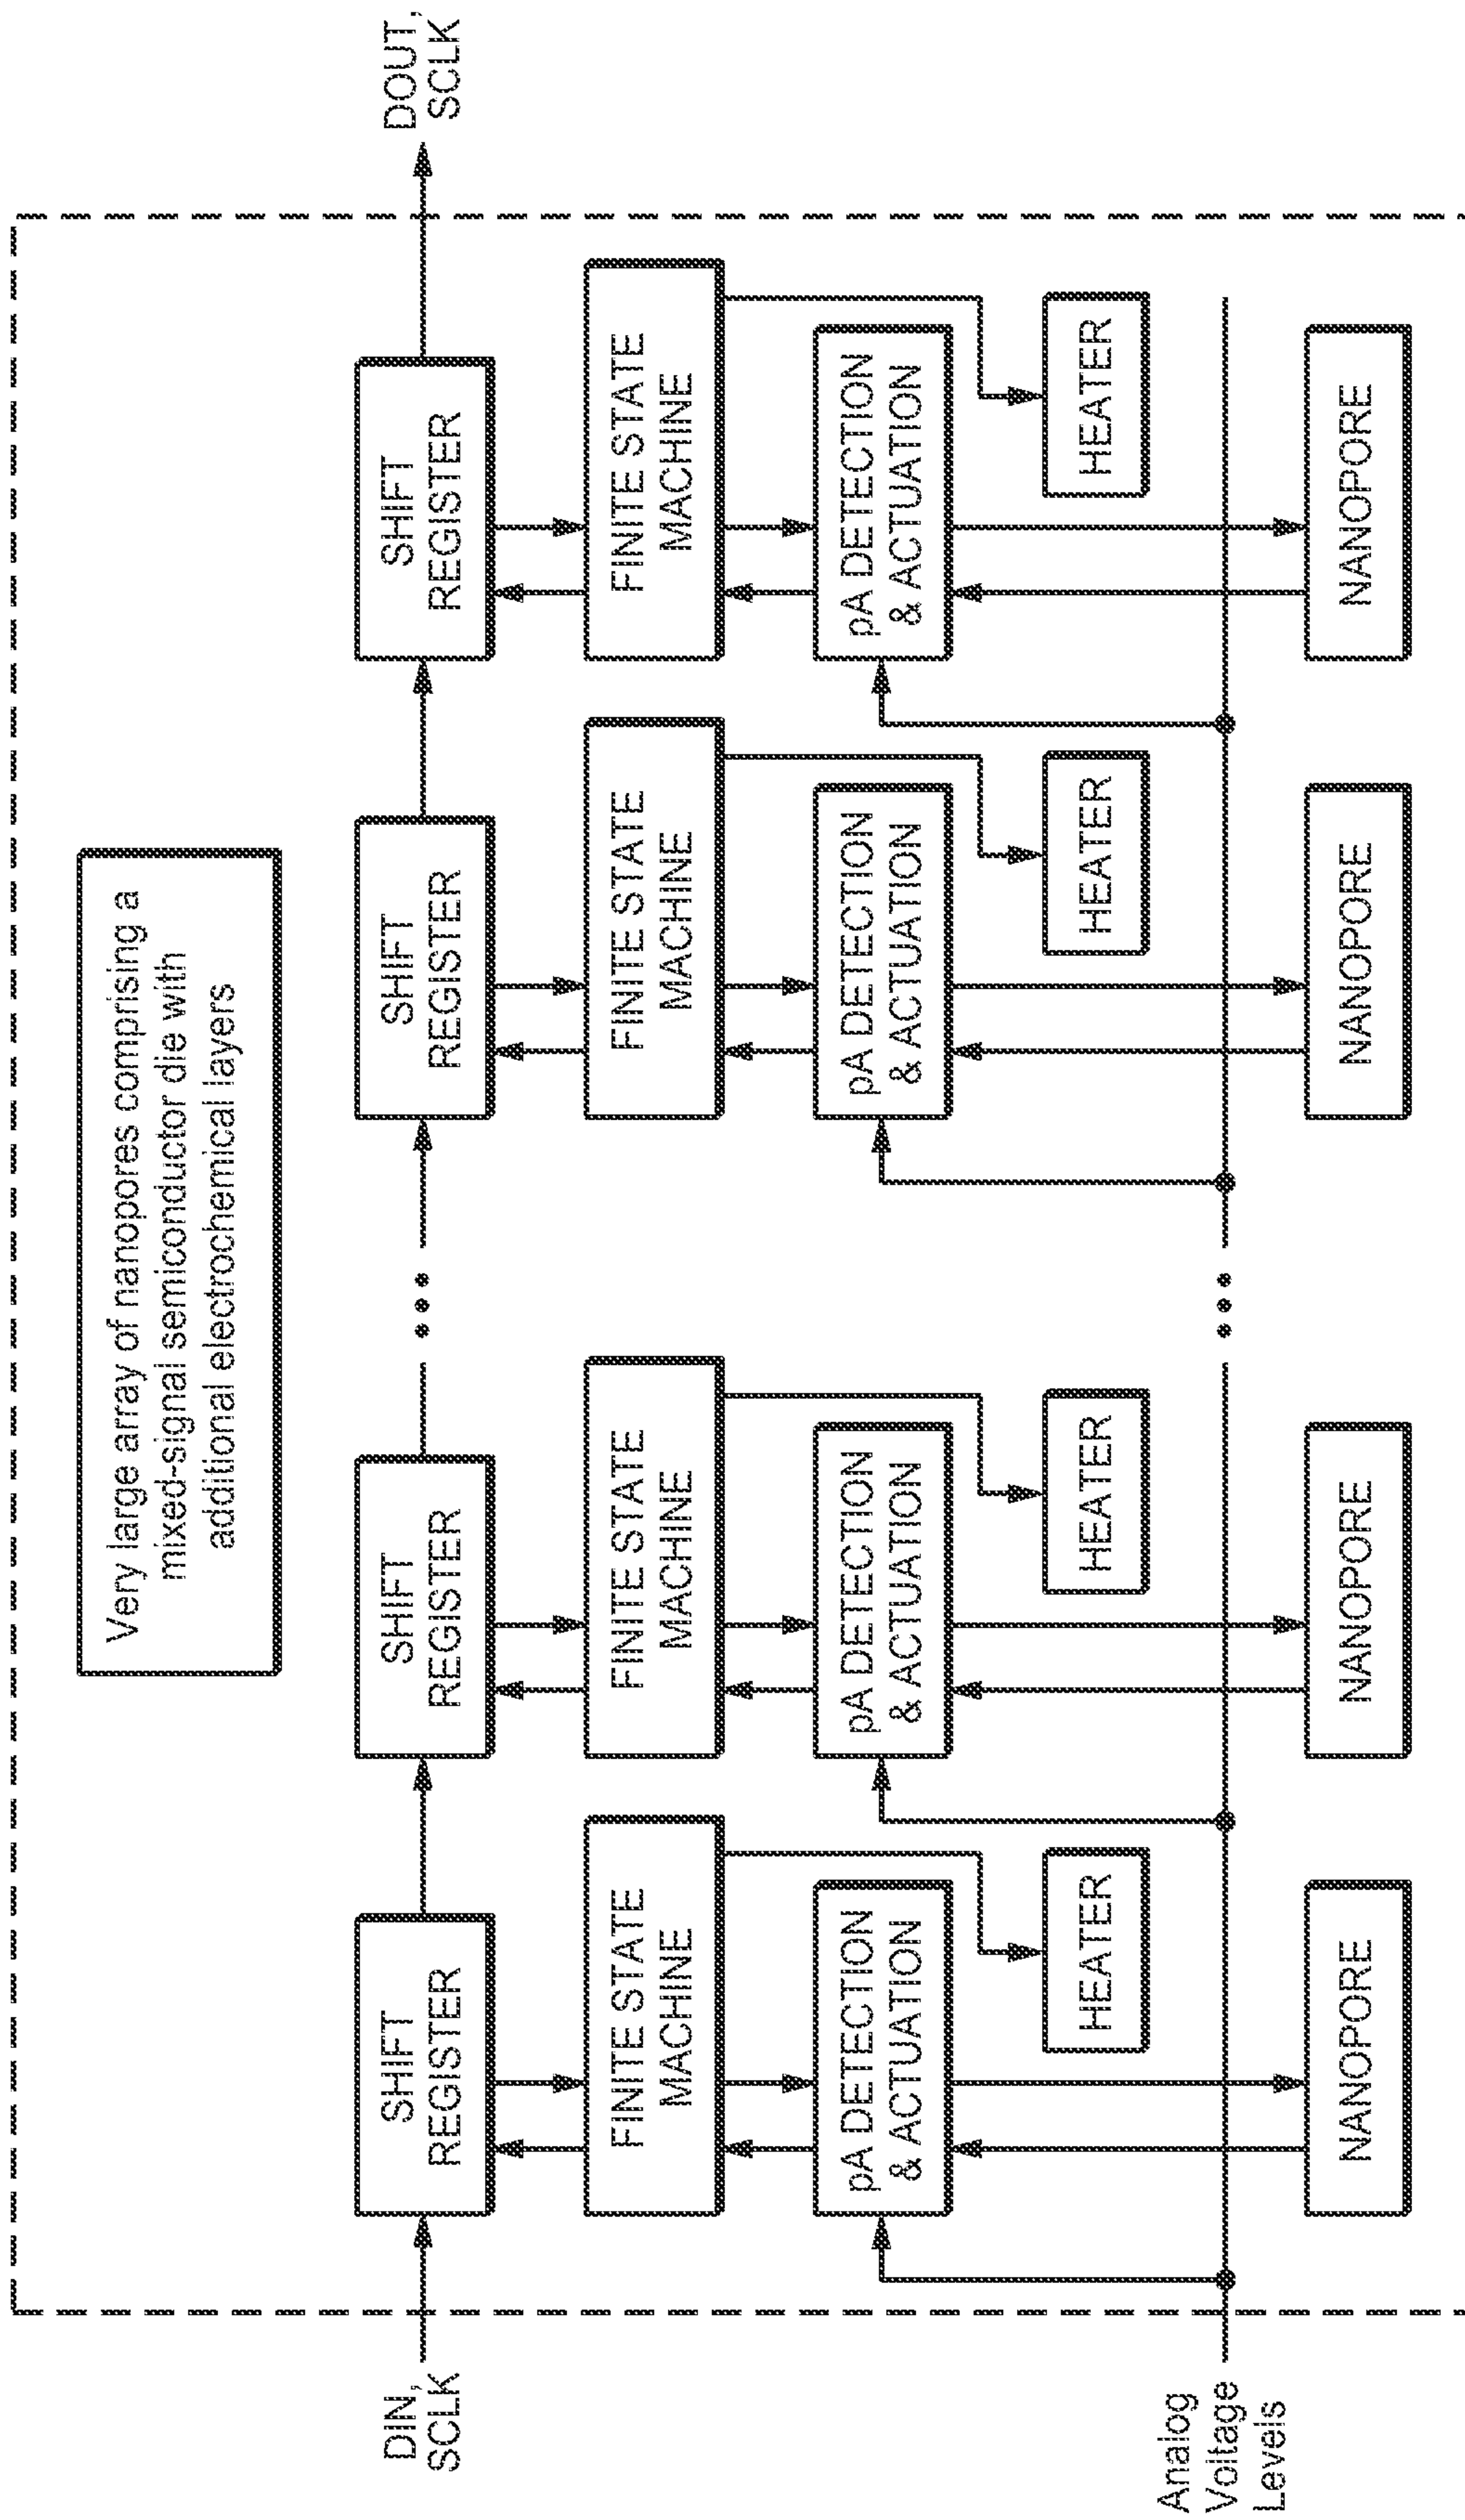 Very large array of nanopores comprising a
mixed-signal semiconductor die with
additional electrochemical layers
DIN,
SCLK
SHIFT
REGISTER
SHIFT
REGISTER
SHIFT
REGISTER
SHIFT
REGISTER
DOUT,
SCLK
FINITE STATE
MACHINE
FINITE STATE
MACHINE
FINITE STATE
MACHINE
FINITE STATE
MACHINE
pA DETECTION
& ACTUATION
pA DETECTION
& ACTUATION
pA DETECTION
& ACTUATION
pA DETECTION
& ACTUATION
HEATER
HEATER
HEATER
HEATER
Analog
Voltage
Levels
NANOPORE
NANOPORE
NANOPORE
NANOPORE